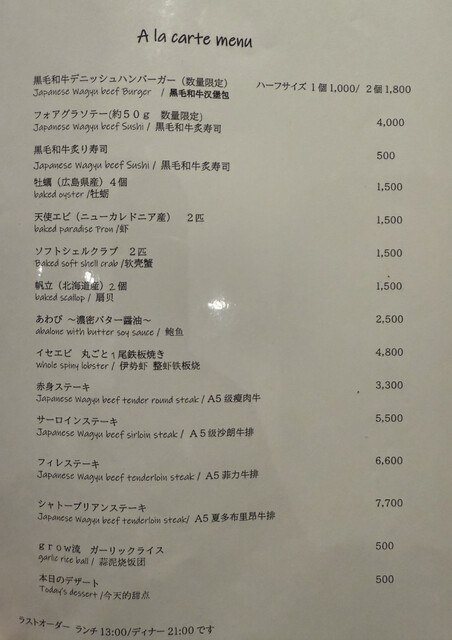 A la carte menu
黒毛和牛デニッシュハンバーガー（数量限定） ハーフサイズ 1個1,000/ 2個1,800
Japanese Wagyu beef Burger / 黑毛和牛汉堡包
フォアグラソテー(約５０ｇ 数量限定) 4,000
Japanese Wagyu beef Sushi / 黑毛和牛炙寿司
黒毛和牛炙り寿司 500
Japanese Wagyu beef Sushi / 黑毛和牛炙寿司
牡蠣（広島県産）４個 1,500
baked oyster /牡蛎
天使エビ（ニューカレドニア産） ２匹 1,500
baked paradise Pron /虾
ソフトシェルクラブ ２匹 1,500
Baked soft shell crab / 软壳蟹
帆立（北海道産）２個 1,500
baked scallop / 扇贝
あわび ～濃密バター醤油～ 2,500
abalone with butter soy sauce / 鲍鱼
イセエビ 丸ごと１尾鉄板焼き 4,800
Whole spiny lobster / 伊勢虾 整虾铁板烧
赤身ステーキ 3,300
Japanese Wagyu beef tender round steak / A5级瘦肉牛
サーロインステーキ 5,500
Japanese Wagyu beef sirloin steak / A５级沙朗牛排
フィレステーキ 6,600
Japanese Wagyu beef tenderloin steak / A5菲力牛排
シャトーブリアンステーキ 7,700
Japanese Wagyu beef tenderloin steak/ A5夏多布里昂牛排
ｇｒｏｗ流 ガーリックライス 500
garlic rice ball / 蒜泥烧饭团
本日のデザート 500
Today's dessert /今天的甜点
ラストオーダー ランチ 13:00/ディナー 21:00 です